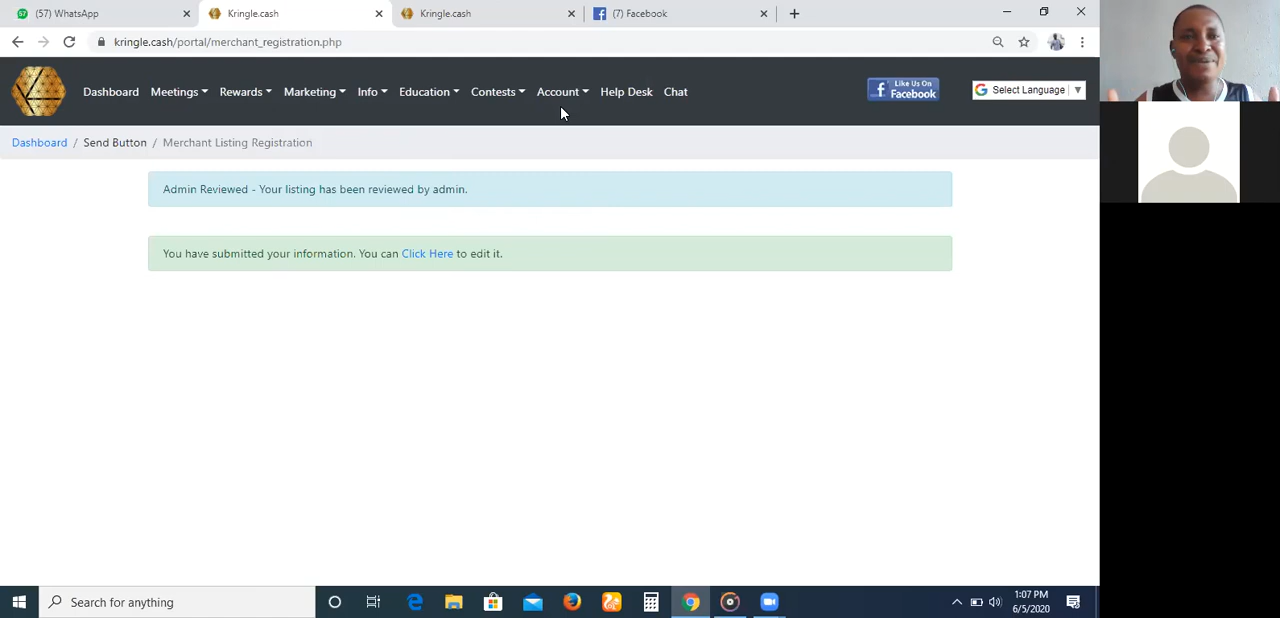 (57) WhatsApp
Kringle.cash
Kringle.cash
(7) Facebook
kringle.cash/portal/merchant_registration.php
Dashboard Meetings Rewards Marketing Info Education Contests Account Help Desk Chat
Like Us On
Facebook
Select Language
Dashboard / Send Button / Merchant Listing Registration
Admin Reviewed - Your listing has been reviewed by admin.
You have submitted your information. You can Click Here to edit it.
Search for anything
1:07 PM
6/5/2020